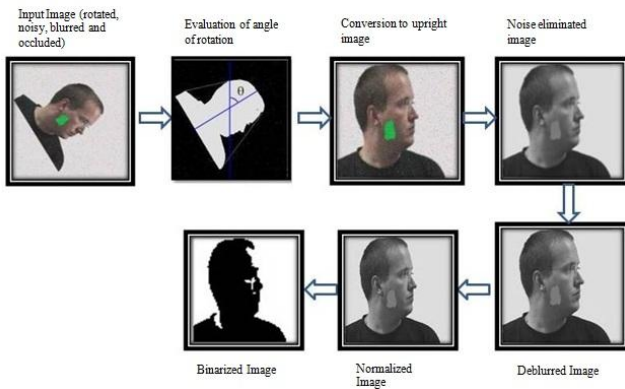 Input Image (rotated,
noisy, blurred and
occluded)
Evaluation of angle
of rotation
Conversion to upright
image
Noise eliminated
image
θ
Binarized Image
Normalized
Image
Deblurred Image